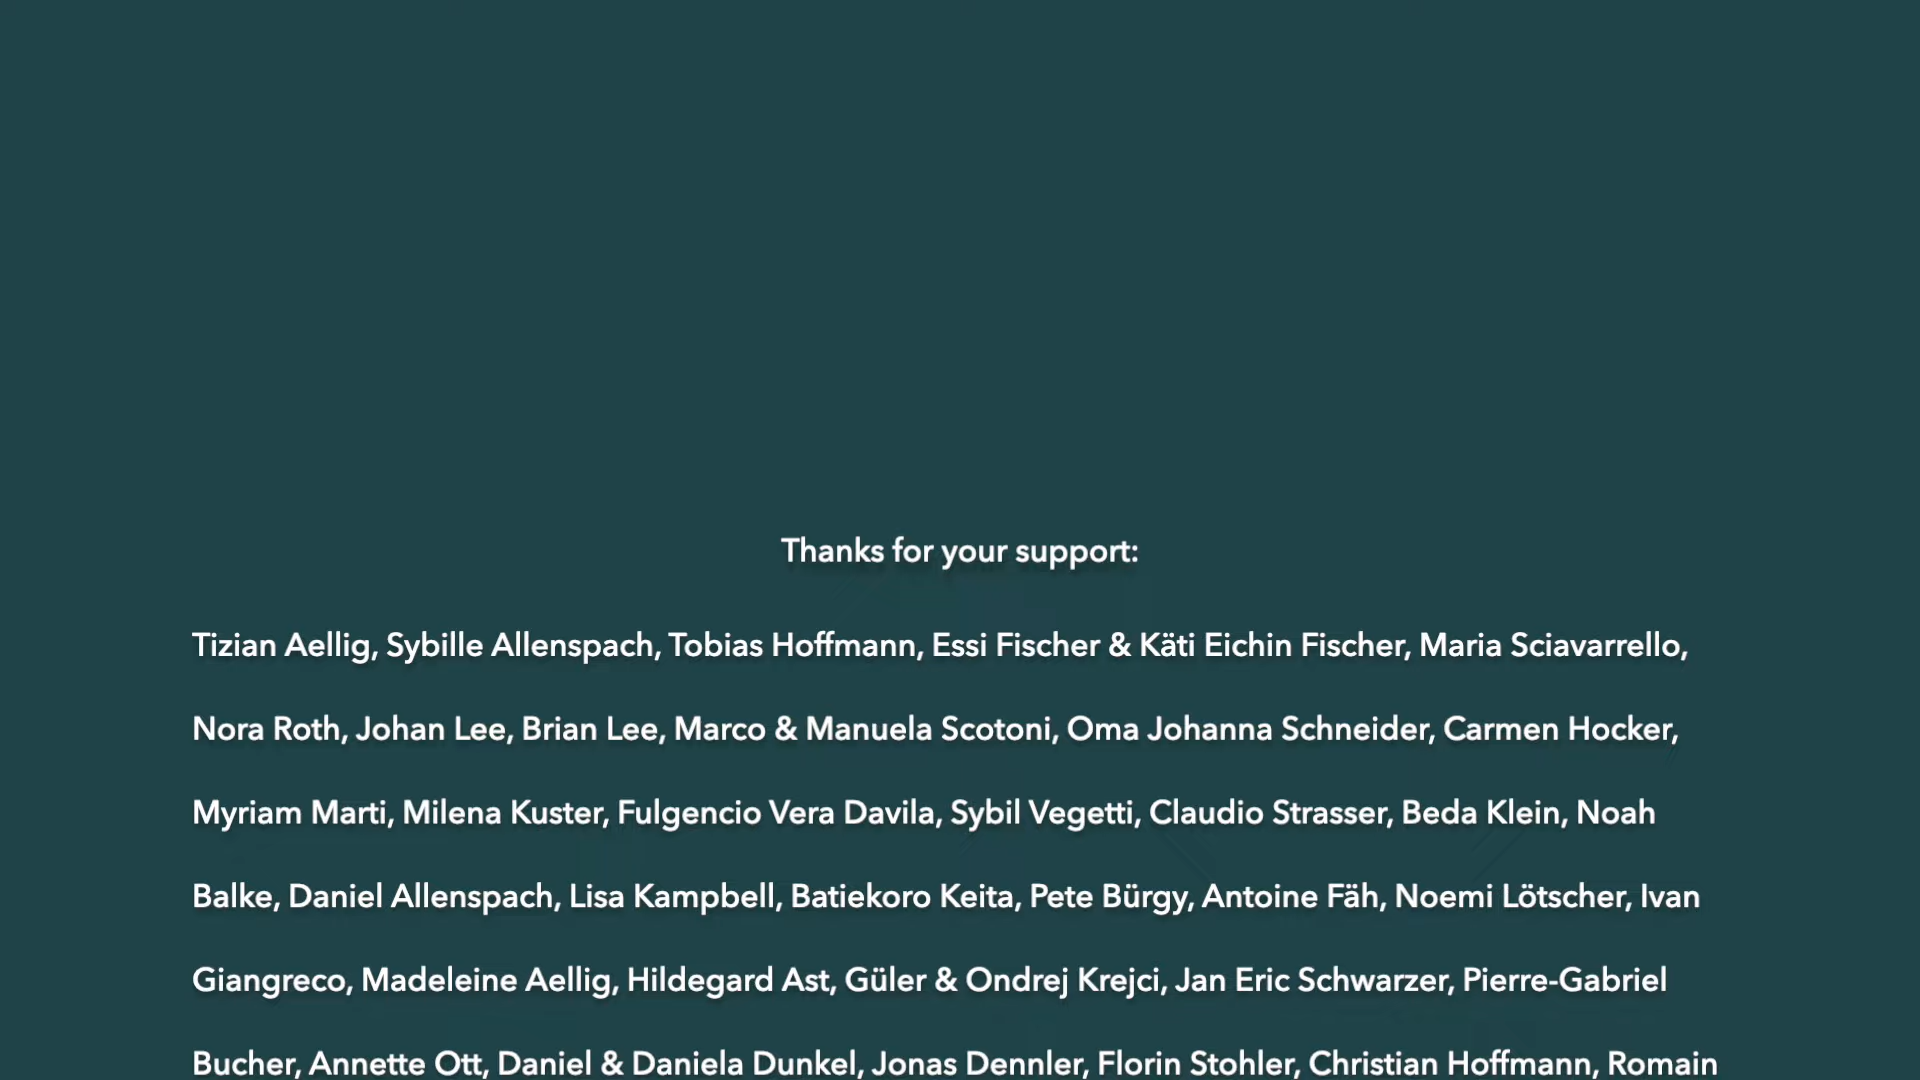 Thanks for your support:
Tizian Aellig, Sybille Allenspach, Tobias Hoffmann, Essi Fischer & Käti Eichin Fischer, Maria Sciavarrello,
Nora Roth, Johan Lee, Brian Lee, Marco & Manuela Scotoni, Oma Johanna Schneider, Carmen Hocker,
Myriam Marti, Milena Kuster, Fulgencio Vera Davila, Sybil Vegetti, Claudio Strasser, Beda Klein, Noah
Balke, Daniel Allenspach, Lisa Kampbell, Batiekoro Keita, Pete Bürgy, Antoine Fäh, Noemi Lötscher, Ivan
Giangreco, Madeleine Aellig, Hildegard Ast, Güler & Ondrej Krejci, Jan Eric Schwarzer, Pierre-Gabriel
Bucher, Annette Ott, Daniel & Daniela Dunkel, Jonas Dennler, Florin Stohler, Christian Hoffmann, Romain